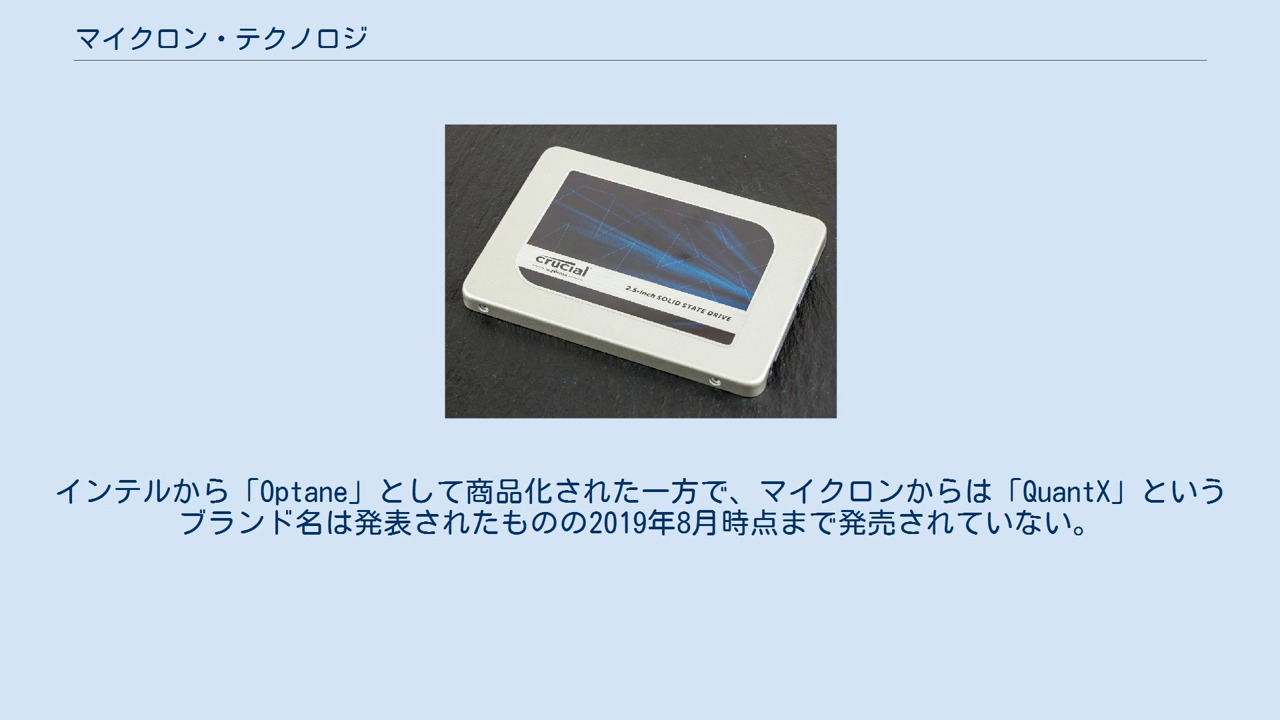 マイクロン・テクノロジ
crucial
2.5-inch SOLID STATE DRIVE
インテルから「Optane」として商品化された一方で、マイクロンからは「QuantX」という
ブランド名は発表されたものの2019年8月時点まで発売されていない。